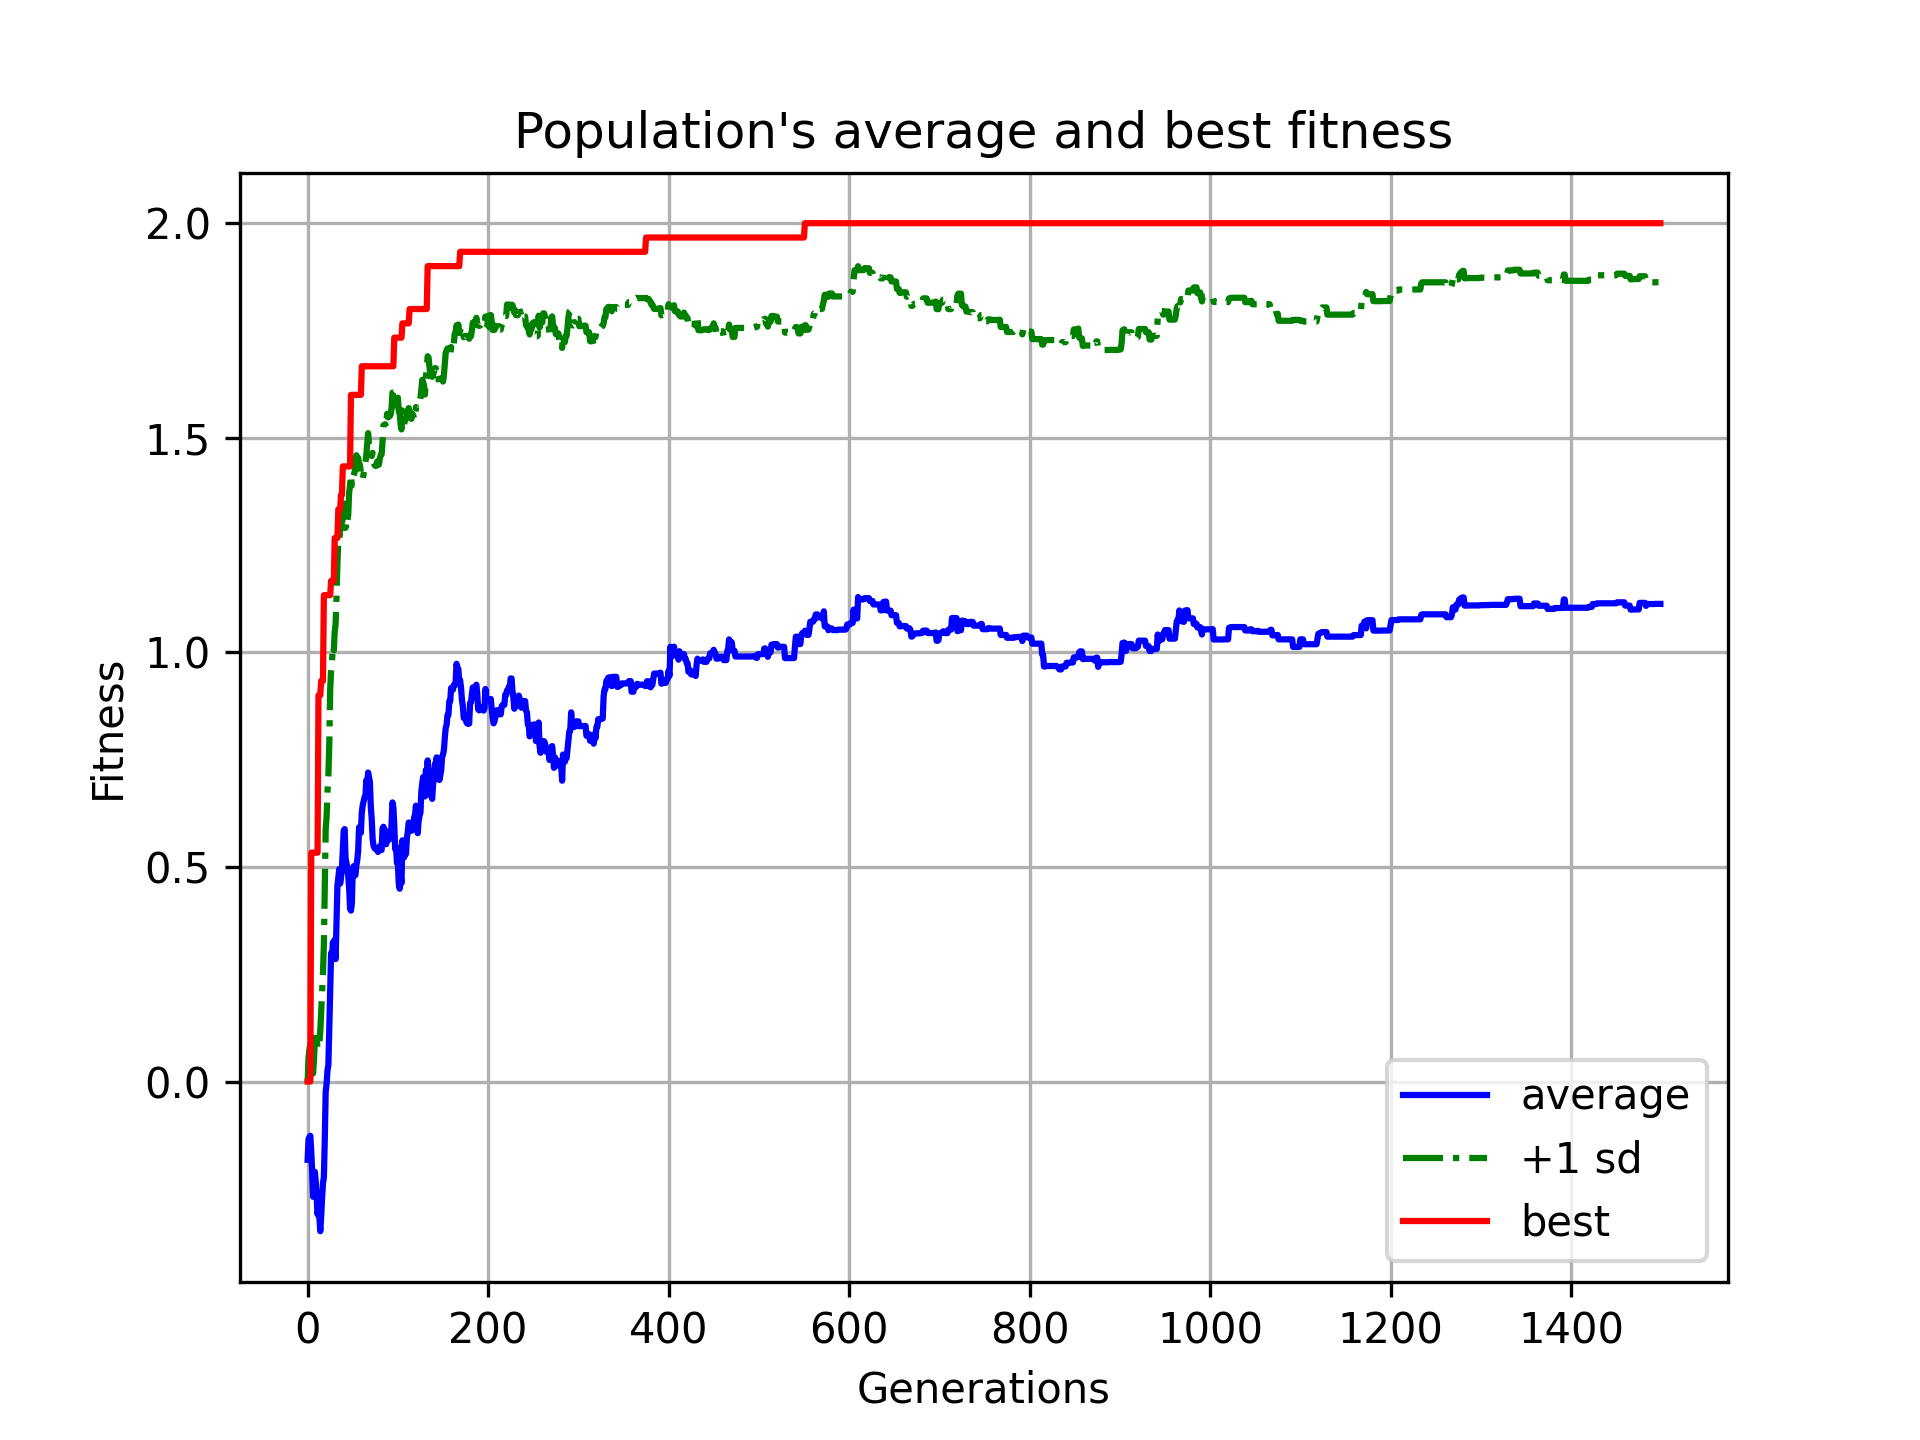 Population's average and best fitness
2.0
1.5
1.0
0.5
0.0
Fitness
0 200 400 600 800 1000 1200 1400
Generations
average
+1 sd
best